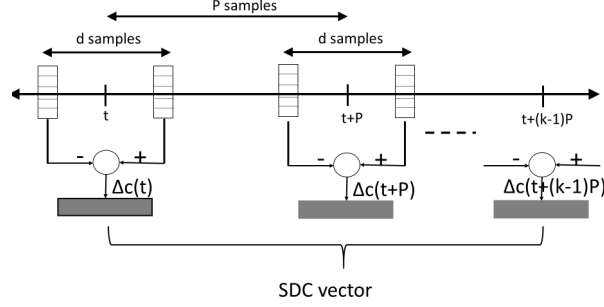 P samples
d samples
d samples
t
t+P
t+(k-1)P
- +
- +
- +
Δc(t)
Δc(t+P)
Δc(t+(k-1)P)
SDC vector